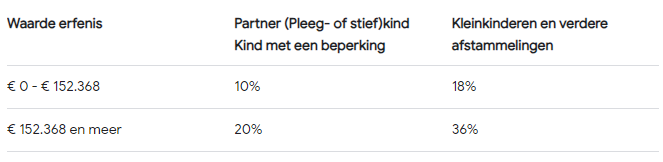 Waarde erfenis Partner (Pleeg- of stief)kind Kleinkinderen en verdere
Kind met een beperking afstammelingen
€ 0 - € 152.368 10% 18%
€ 152.368 en meer 20% 36%